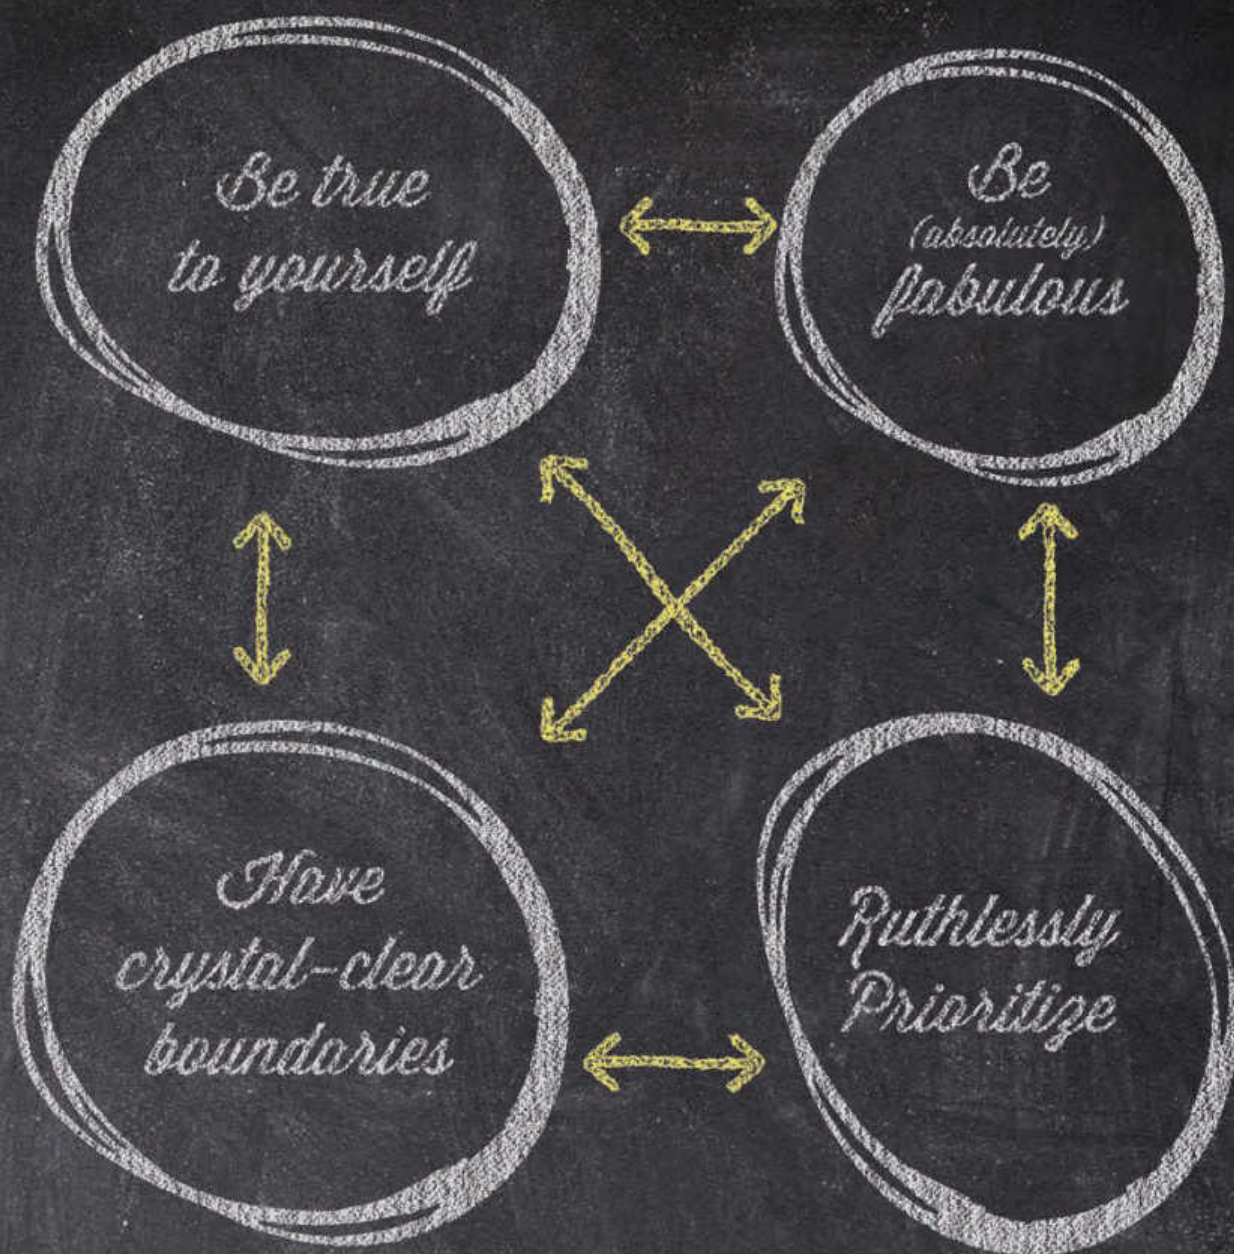 Be true
to yourself
Be
(absolutely)
fabulous
Have
crystal-clear
boundaries
Ruthlessly
Prioritize